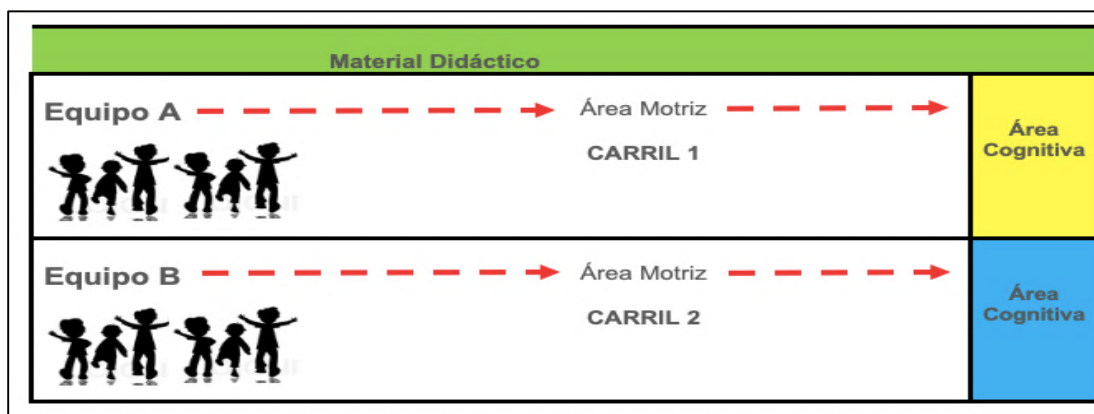 Material Didáctico
Equipo A
Área Motriz
CARRIL 1
Área
Cognitiva
Equipo B
Área Motriz
CARRIL 2
Área
Cognitiva